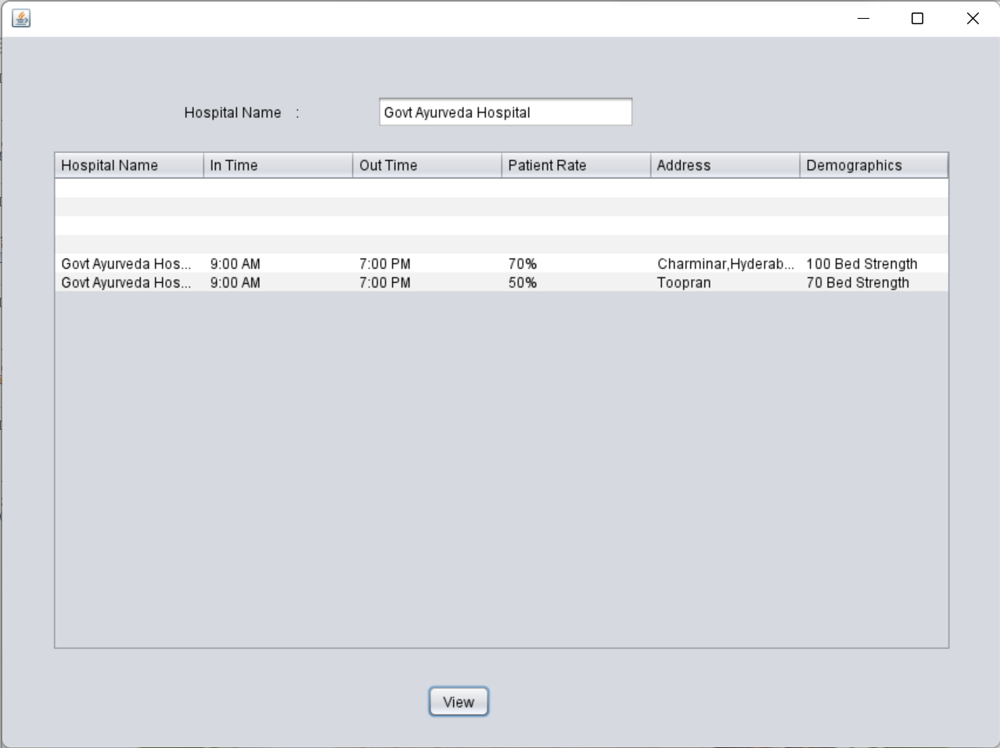 Hospital Name :
Govt Ayurveda Hospital
Hospital Name In Time Out Time Patient Rate Address Demographics
Govt Ayurveda Hos... 9:00 AM 7:00 PM 70% Charminar,Hyderab... 100 Bed Strength
Govt Ayurveda Hos... 9:00 AM 7:00 PM 50% Toopran 70 Bed Strength
View